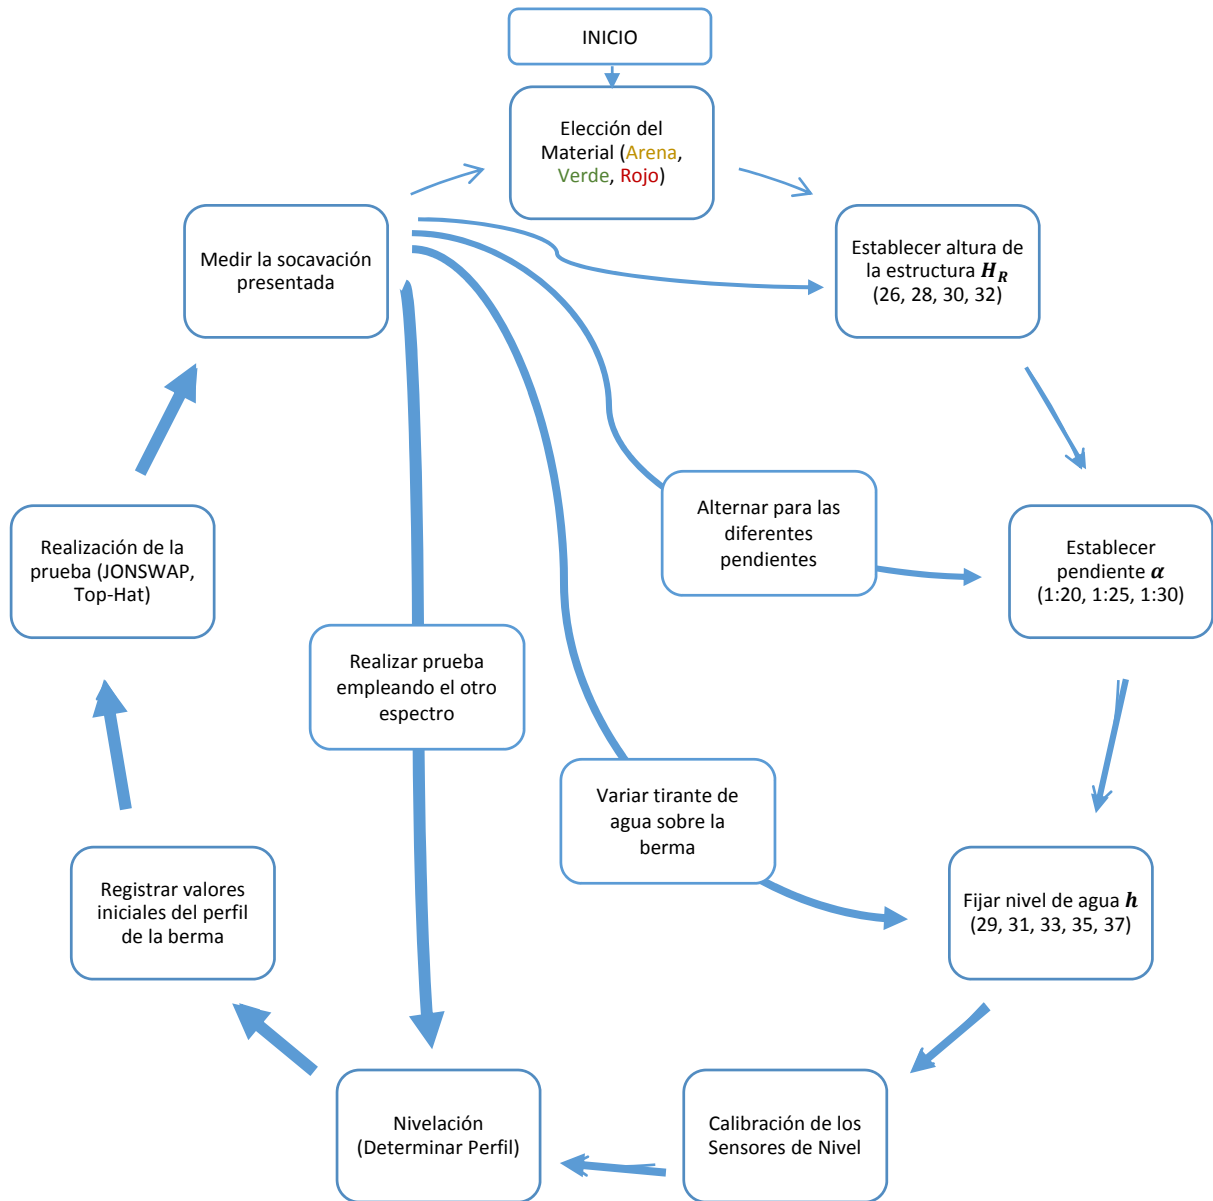 INICIO
Elección del
Material (Arena,
Verde, Rojo)
Establecer altura de
la estructura H_R
(26, 28, 30, 32)
Medir la socavación
presentada
Alternar para las
diferentes
pendientes
Establecer
pendiente α
(1:20, 1:25, 1:30)
Realización de la
prueba (JONSWAP,
Top-Hat)
Realizar prueba
empleando el otro
espectro
Variar tirante de
agua sobre la
berma
Fijar nivel de agua h
(29, 31, 33, 35, 37)
Registrar valores
iniciales del perfil
de la berma
Nivelación
(Determinar Perfil)
Calibración de los
Sensores de Nivel